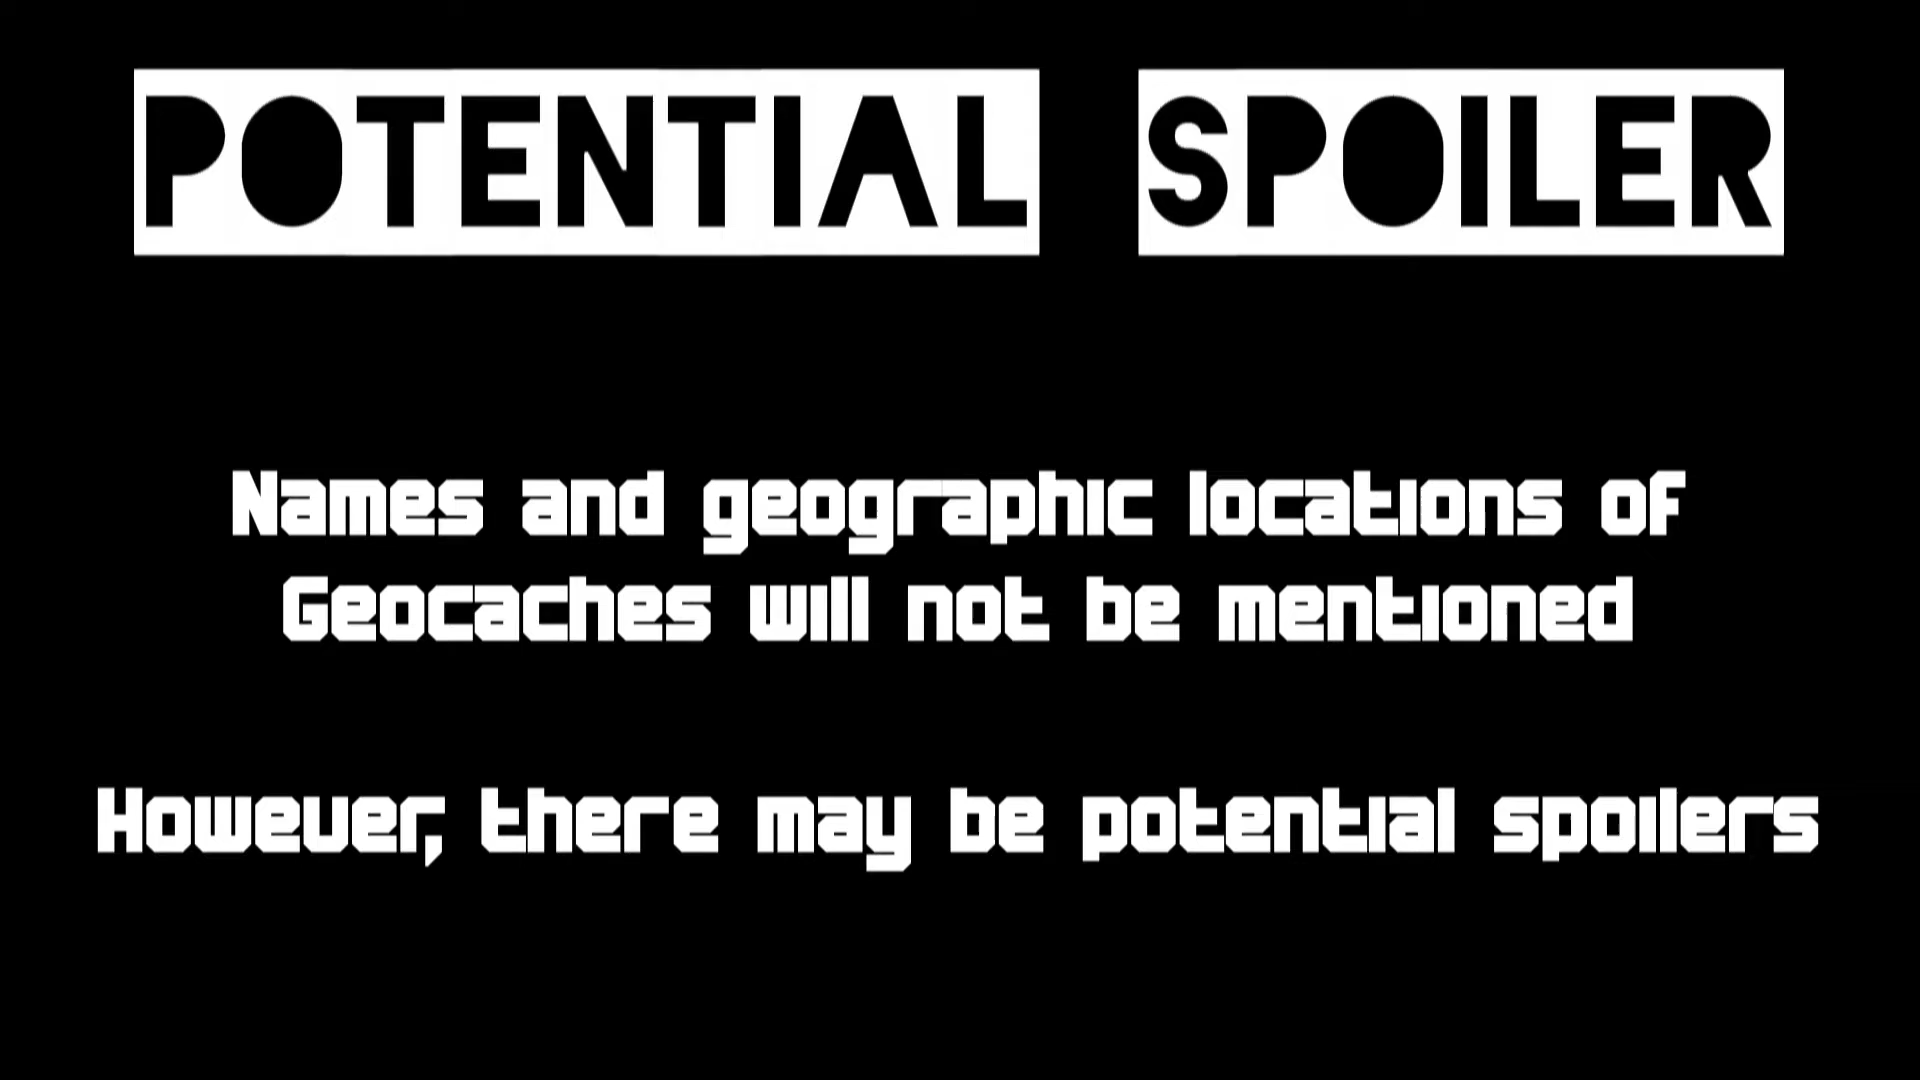 POTENTIAL SPOILER
Names and geographic locations of
Geocaches will not be mentioned
However, there may be potential spoilers